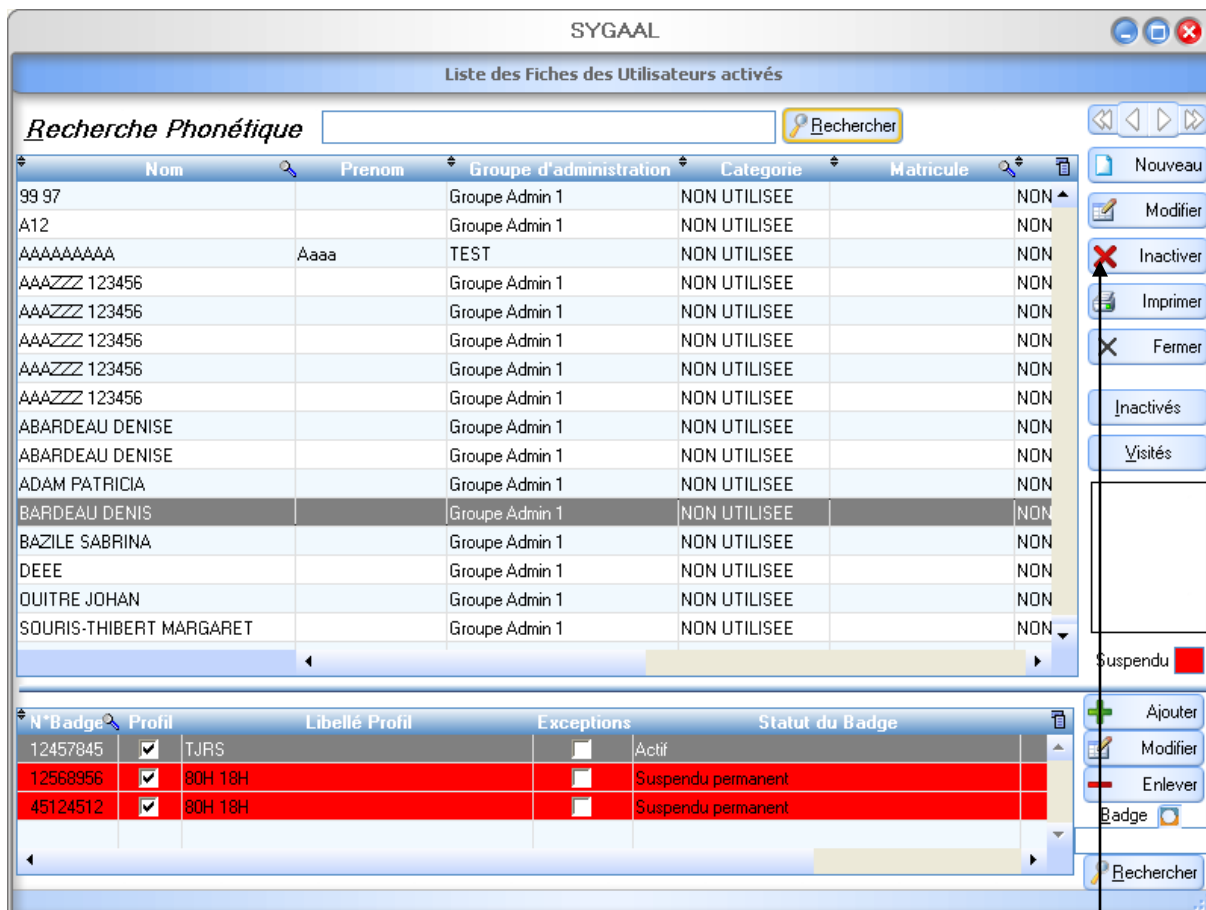 SYGAAL
Liste des Fiches des Utilisateurs activés
Recherche Phonétique Rechercher
Nom Prenom Groupe d'administration Categorie Matricule
99 97 Groupe Admin 1 NON UTILISEE NON
A12 Groupe Admin 1 NON UTILISEE NON
AAAAAAAAA Aaaa TEST NON UTILISEE NON
AAAZZZ 123456 Groupe Admin 1 NON UTILISEE NON
AAAZZZ 123456 Groupe Admin 1 NON UTILISEE NON
AAAZZZ 123456 Groupe Admin 1 NON UTILISEE NON
AAAZZZ 123456 Groupe Admin 1 NON UTILISEE NON
AAAZZZ 123456 Groupe Admin 1 NON UTILISEE NON
ABARDEAU DENISE Groupe Admin 1 NON UTILISEE NON
ABARDEAU DENISE Groupe Admin 1 NON UTILISEE NON
ADAM PATRICIA Groupe Admin 1 NON UTILISEE NON
BARDEAU DENIS Groupe Admin 1 NON UTILISEE NON
BAZILE SABRINA Groupe Admin 1 NON UTILISEE NON
DEEE Groupe Admin 1 NON UTILISEE NON
OUITRE JOHAN Groupe Admin 1 NON UTILISEE NON
SOURIS-THIBERT MARGARET Groupe Admin 1 NON UTILISEE NON
Nouveau
Modifier
Inactiver
Imprimer
Fermer
Inactivés
Visités
Suspendu
N°Badge Profil Libellé Profil Exceptions Statut du Badge
12457845 TJRS Actif
12568956 80H 18H Suspendu permanent
45124512 80H 18H Suspendu permanent
Ajouter
Modifier
Enlever
Badge
Rechercher